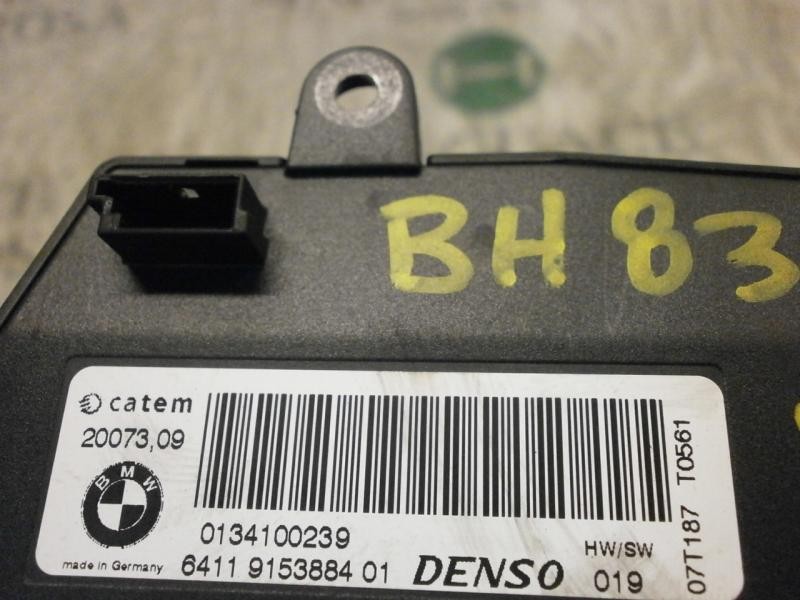 BH 83
catem
20073,09
BMW
0134100239
made in Germany
6411 9153884 01
DENSO
HW/SW
019
07T187 T0561